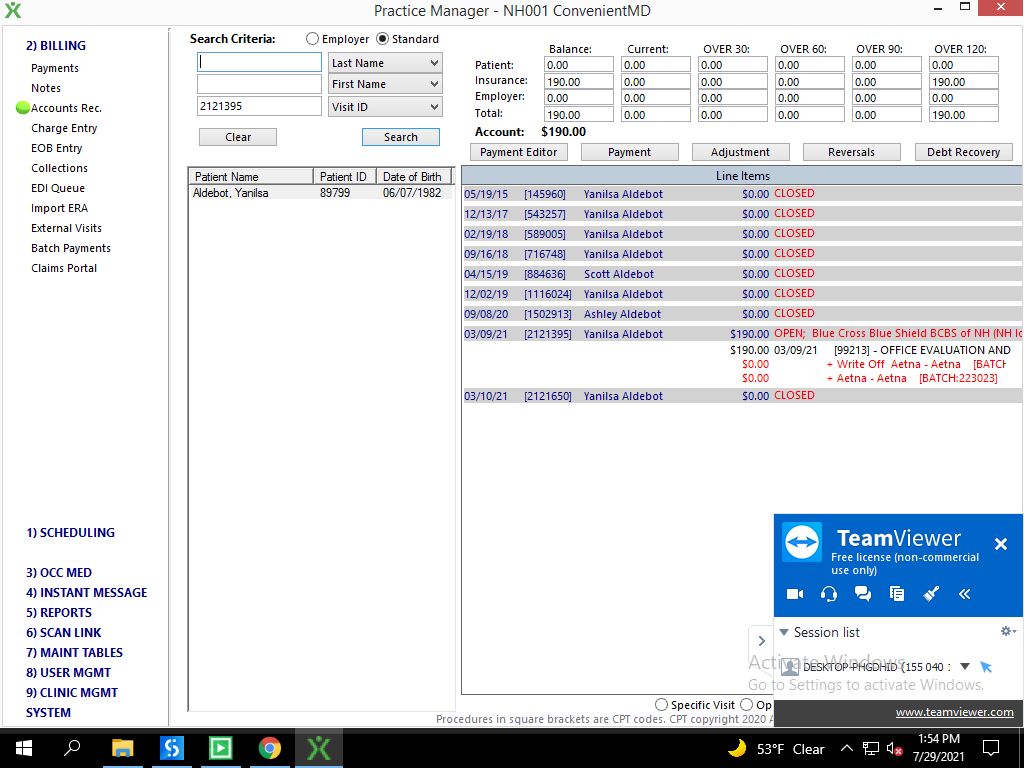 Practice Manager - NH001 ConvenientMD
2) BILLING
Payments
Notes
Accounts Rec.
Charge Entry
EOB Entry
Collections
EDI Queue
Import ERA
External Visits
Batch Payments
Claims Portal
1) SCHEDULING
3) OCC MED
4) INSTANT MESSAGE
5) REPORTS
6) SCAN LINK
7) MAINT TABLES
8) USER MGMT
9) CLINIC MGMT
SYSTEM
Search Criteria: Employer Standard
Last Name
First Name
2121395 Visit ID
Clear Search
Balance: Current: OVER 30: OVER 60: OVER 90: OVER 120:
Patient: 0.00 0.00 0.00 0.00 0.00 0.00
Insurance: 190.00 0.00 0.00 0.00 0.00 190.00
Employer: 0.00 0.00 0.00 0.00 0.00 0.00
Total: 190.00 0.00 0.00 0.00 0.00 190.00
Account: $190.00
Payment Editor Payment Adjustment Reversals Debt Recovery
Patient Name Patient ID Date of Birth
Aldebot, Yanilsa 89799 06/07/1982
Line Items
05/19/15 [145960] Yanilsa Aldebot $0.00 CLOSED
12/13/17 [543257] Yanilsa Aldebot $0.00 CLOSED
02/19/18 [589005] Yanilsa Aldebot $0.00 CLOSED
09/16/18 [716748] Yanilsa Aldebot $0.00 CLOSED
04/15/19 [884636] Scott Aldebot $0.00 CLOSED
12/02/19 [1116024] Yanilsa Aldebot $0.00 CLOSED
09/08/20 [1502913] Ashley Aldebot $0.00 CLOSED
03/09/21 [2121395] Yanilsa Aldebot $190.00 OPEN; Blue Cross Blue Shield BCBS of NH (NH lo
$190.00 03/09/21 [99213] - OFFICE EVALUATION AND
$0.00 + Write Off Aetna - Aetna [BATCH
$0.00 + Aetna - Aetna [BATCH:223023]
03/10/21 [2121650] Yanilsa Aldebot $0.00 CLOSED
TeamViewer
Free license (non-commercial
use only)
Session list
DESKTOP-PHGDH1D (155 040 :
Activate Windows
Go to Settings to activate Windows.
www.teamviewer.com
Specific Visit Op
Procedures in square brackets are CPT codes. CPT copyright 2020 A
53°F Clear
1:54 PM
7/29/2021